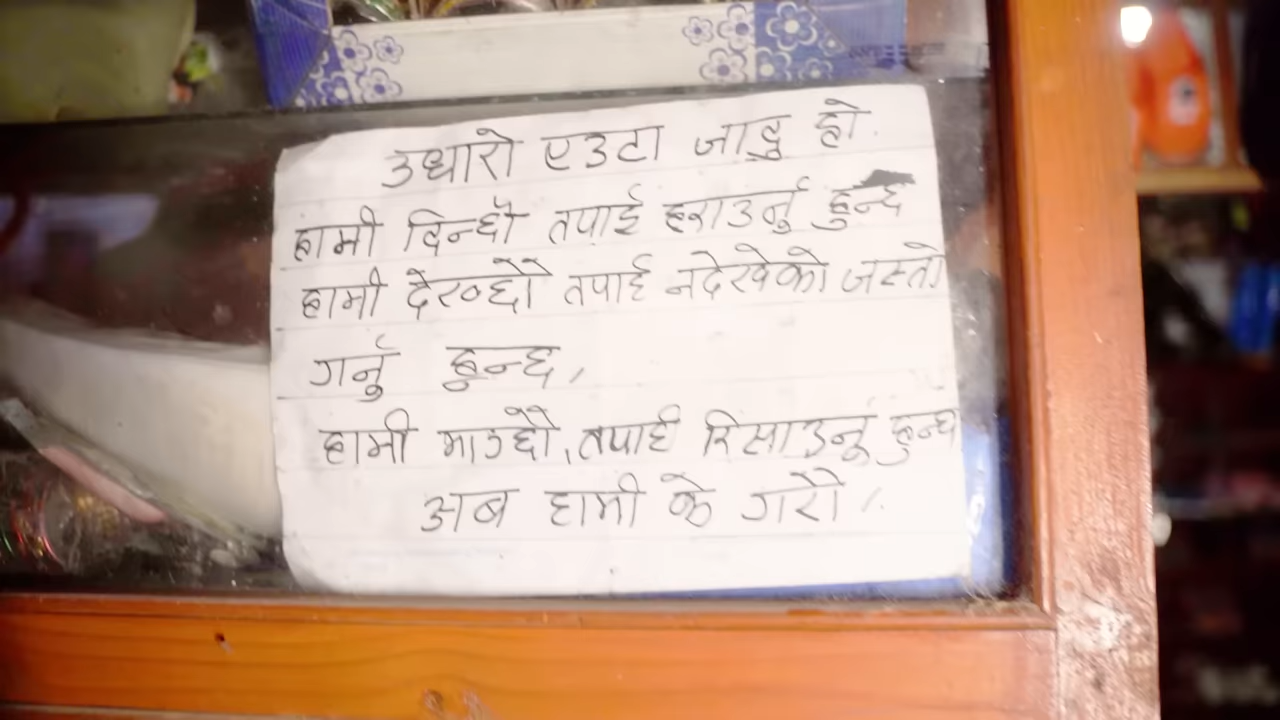 उधारो एउटा जादु हो.
हामी दिन्छौ तपाई हराउनुँ हुन्छ
हामी देख्छौ तपाई नदेखेको जस्तो
गर्नुँ हुन्छ,
हामी माग्छौ, तपाई रिसाउनुँ हुन्छ
अब हामी के गरौ,